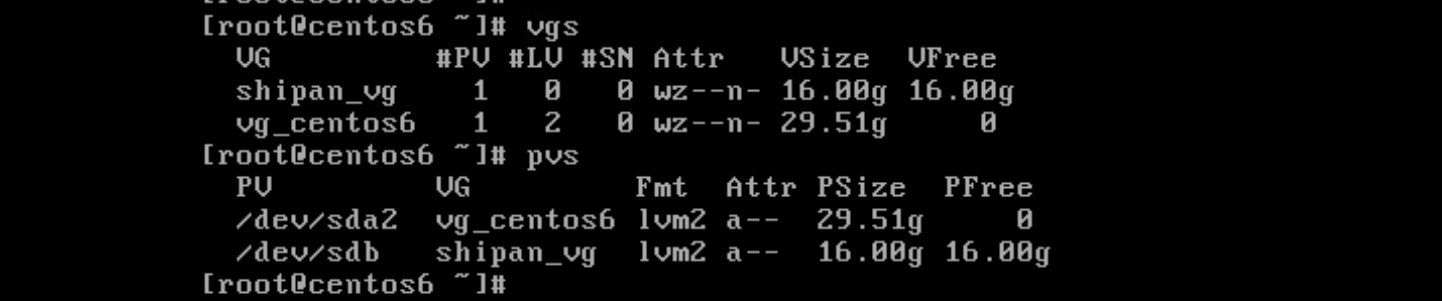 [root@centos6 ~]# vgs
  VG         #PV #LV #SN Attr   VSize  VFree
  shipan_vg    1   0   0 wz--n- 16.00g 16.00g
  vg_centos6   1   2   0 wz--n- 29.51g     0
[root@centos6 ~]# pvs
  PV         VG         Fmt  Attr PSize  PFree
  /dev/sda2  vg_centos6 lvm2 a--  29.51g     0
  /dev/sdb   shipan_vg  lvm2 a--  16.00g 16.00g
[root@centos6 ~]#